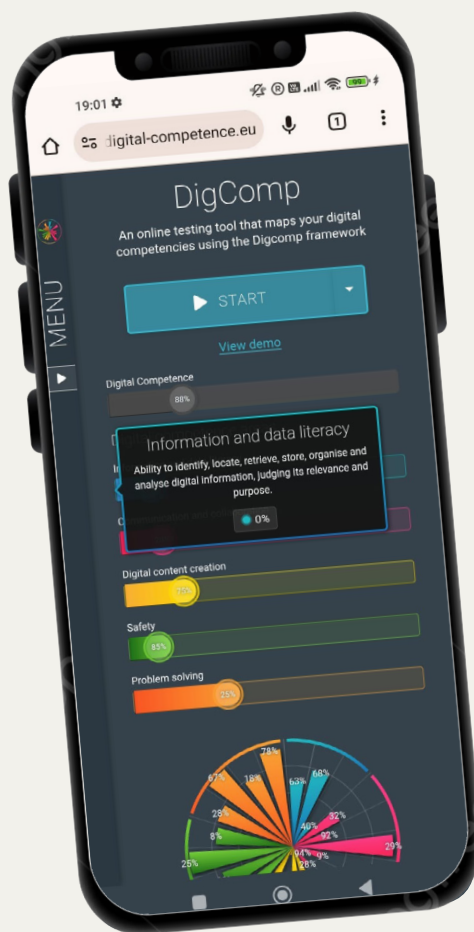 19:01
R
99
digital-competence.eu
1
MENU
DigComp
An online testing tool that maps your digital
competencies using the Digcomp framework
START
View demo
Digital Competence
88%
Information and data literacy
Ability to identify, locate, retrieve, store, organise and
analyse digital information, judging its relevance and
purpose.
0%
Digital content creation
Safety
85%
Problem solving
25%
78%
67%
18%
63%
68%
28%
32%
8%
40%
92%
25%
94%
9%
29%
28%